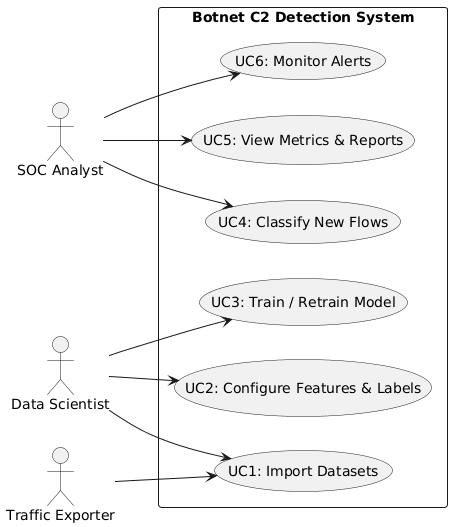 Botnet C2 Detection System
UC6: Monitor Alerts
UC5: View Metrics & Reports
SOC Analyst
UC4: Classify New Flows
UC3: Train / Retrain Model
UC2: Configure Features & Labels
Data Scientist
UC1: Import Datasets
Traffic Exporter